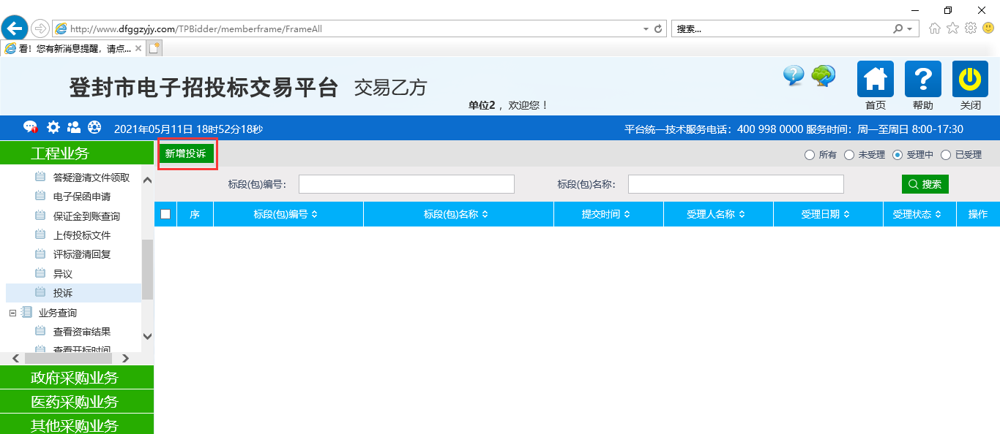 http://www.dfggzyjy.com/TPBidder/memberframe/FrameAll
搜索...
看！您有新消息提醒，请点...
登封市电子招投标交易平台 交易乙方
单位2 ，欢迎您！
首页 帮助 关闭
2021年05月11日 18时52分18秒
平台统一技术服务电话：400 998 0000 服务时间：周一至周日 8:00-17:30
工程业务
新增投诉
所有 未受理 受理中 已受理
标段(包)编号：
标段(包)名称：
搜索
序 标段(包)编号 标段(包)名称 提交时间 受理人名称 受理日期 受理状态 操作
答疑澄清文件领取
电子保函申请
保证金到账查询
上传投标文件
评标澄清回复
异议
投诉
业务查询
查看资审结果
查看开标时间
政府采购业务
医药采购业务
其他采购业务